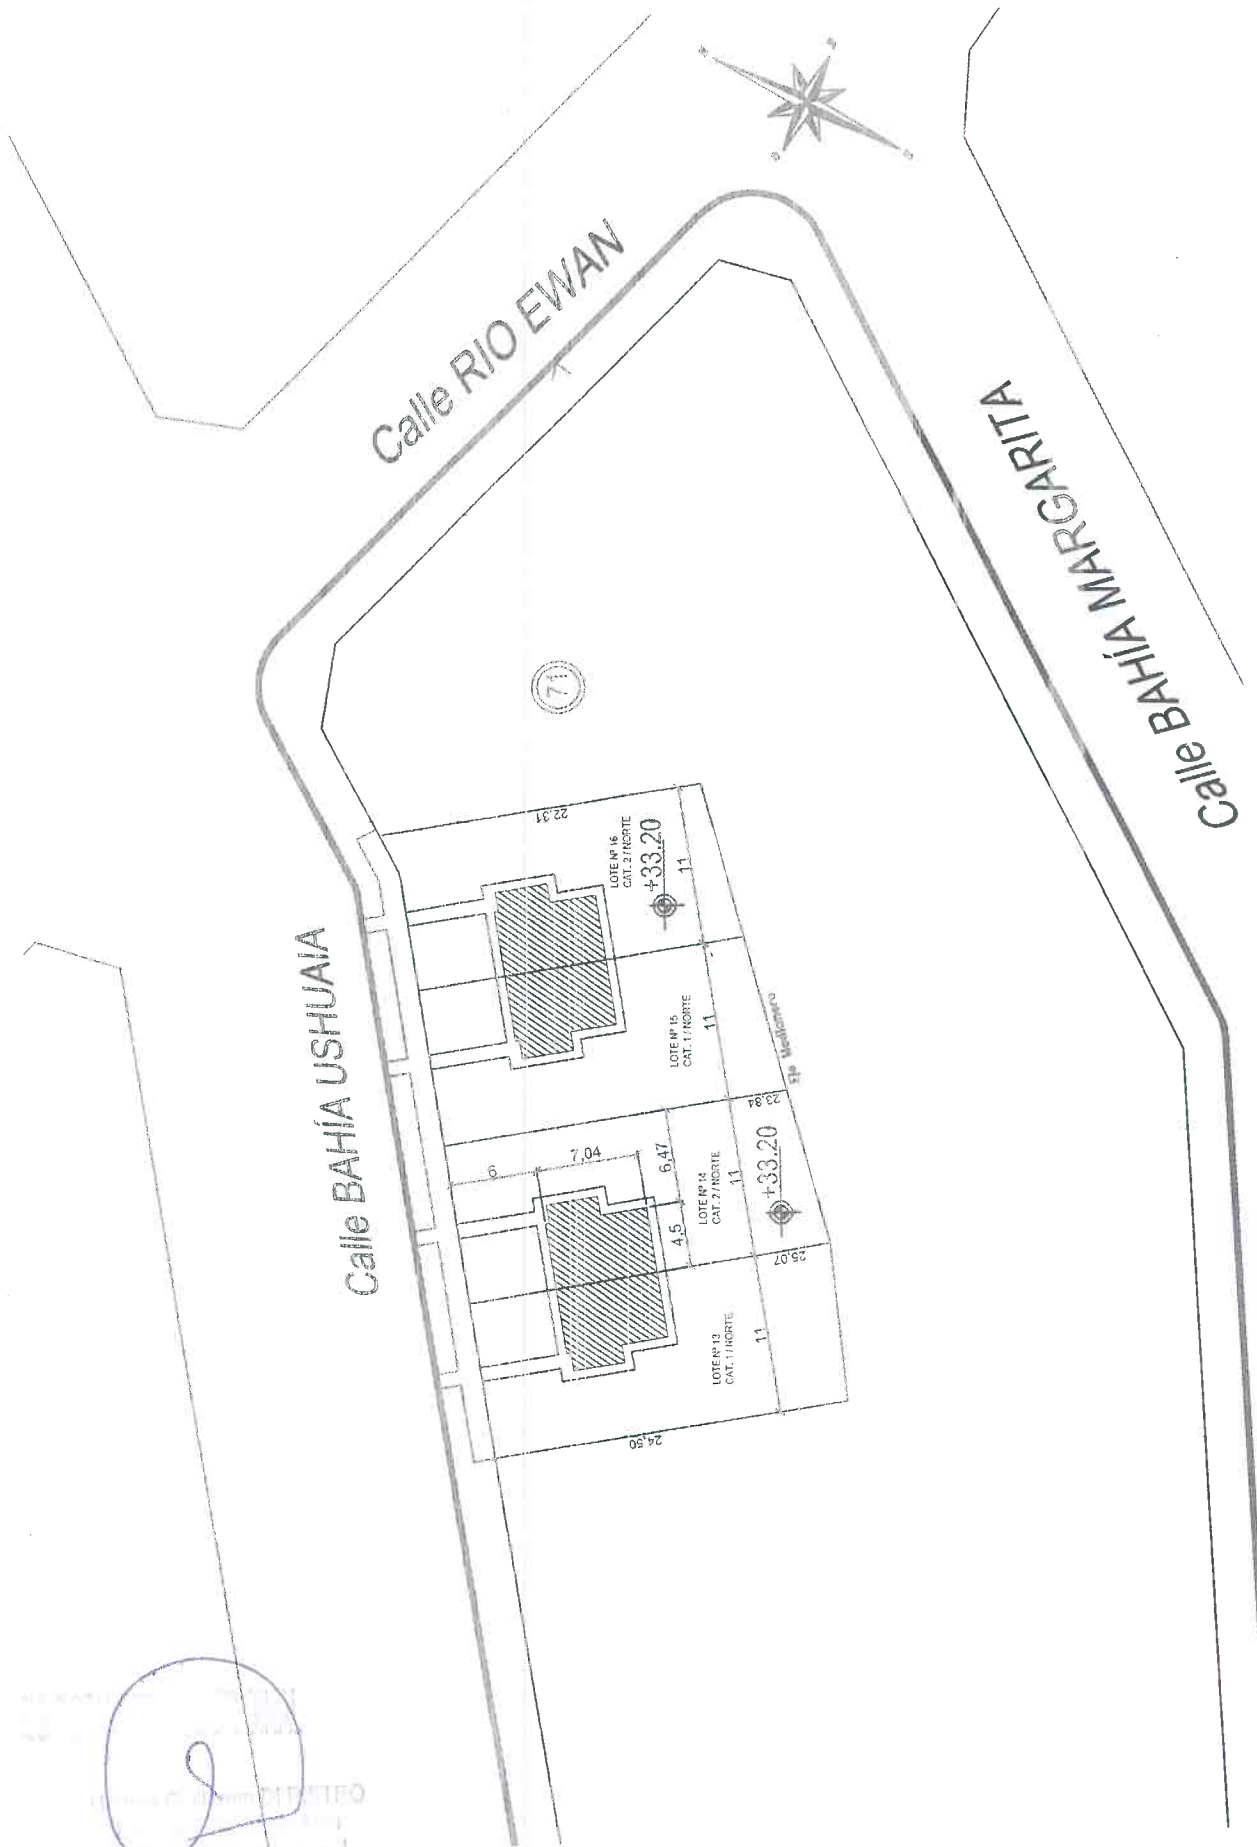 Calle RIO EWAN
Calle BAHÍA MARGARITA
Calle BAHÍA USHUAIA
71
22,31
LOTE Nº 16
CAT. 2 / NORTE
+33.20
11
LOTE Nº 15
CAT. 1 / NORTE
11
Eje Medianero
23,84
6
7,04
6,47
4,5
LOTE Nº 14
CAT. 2 / NORTE
11
+33.20
25,07
LOTE Nº 13
CAT. 1 / NORTE
11
24,50